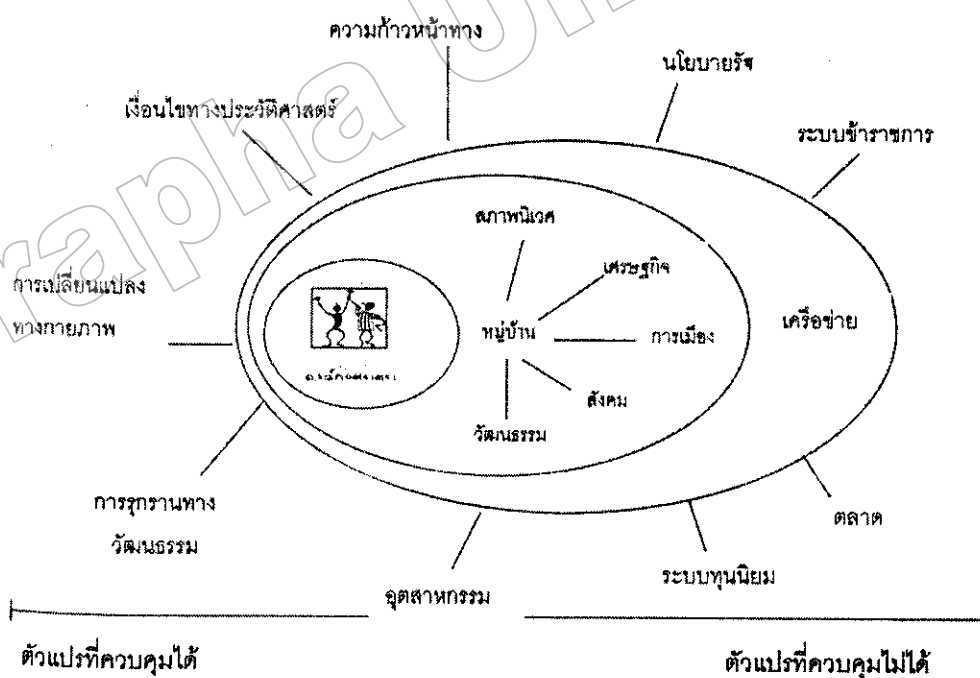 ความก้าวหน้าทาง
นโยบายรัฐ
เงื่อนไขทางประวัติศาสตร์
ระบบข้าราชการ
สภาพนิเวศ
เศรษฐกิจ
การเปลี่ยนแปลง
ทางกายภาพ
หมู่บ้าน
การเมือง
เครือข่าย
สังคม
วัฒนธรรม
การรุกรานทาง
วัฒนธรรม
ตลาด
ระบบทุนนิยม
อุตสาหกรรม
ตัวแปรที่ควบคุมได้
ตัวแปรที่ควบคุมไม่ได้